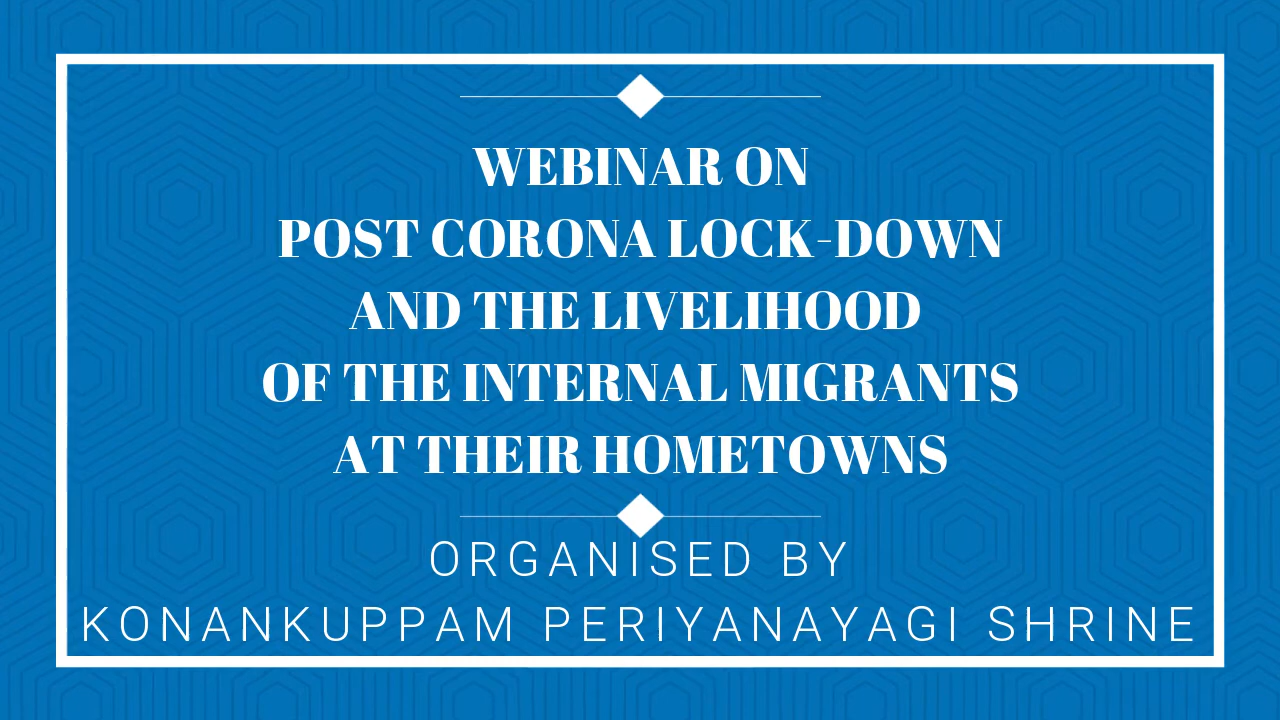 WEBINAR ON
POST CORONA LOCK-DOWN
AND THE LIVELIHOOD
OF THE INTERNAL MIGRANTS
AT THEIR HOMETOWNS
ORGANISED BY
KONANKUPPAM PERIYANAYAGI SHRINE